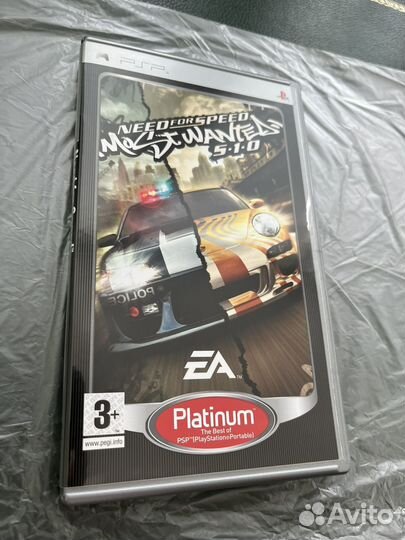 PSP
NEED FOR SPEED
MOST WANTED
5-1-0
POLICE
EA
3+
www.pegi.info
Platinum
The Best of
PSP™(PlayStation®Portable)
Avito